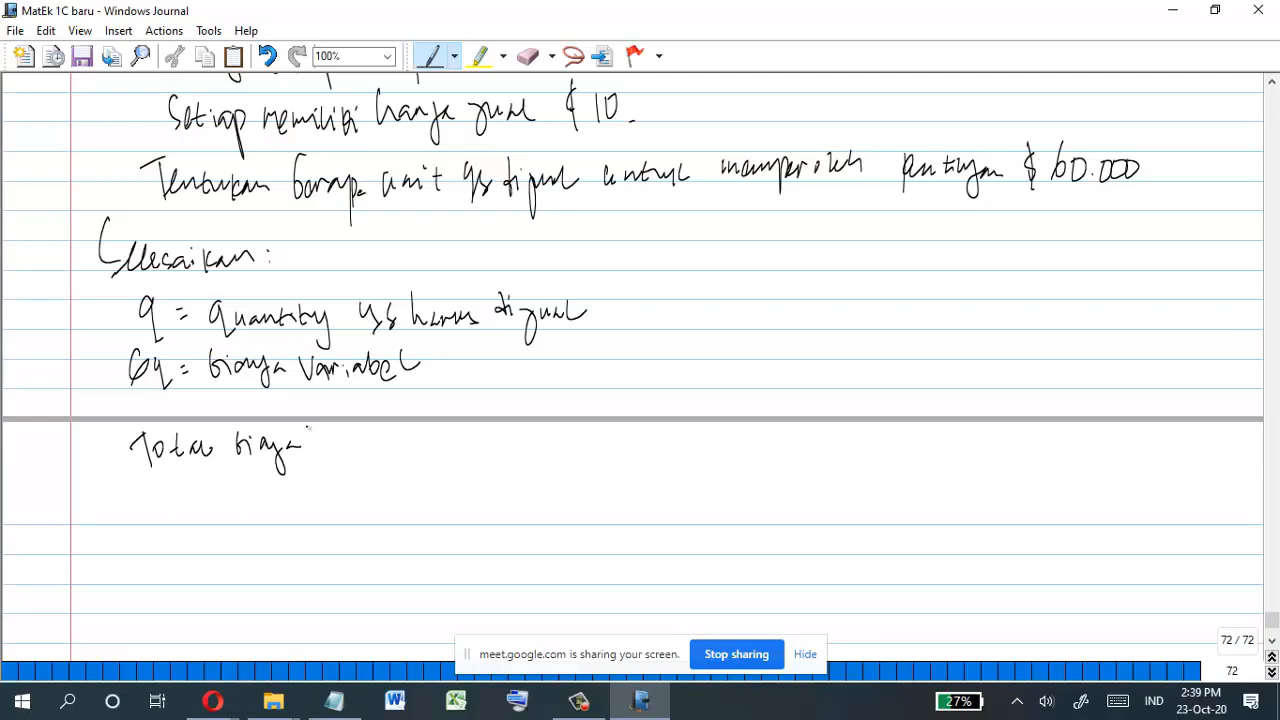 MatEk 1C baru - Windows Journal
File Edit View Insert Actions Tools Help
100%
Setiap memiliki harga jual $ 10.
Tentukan berapa unit yg dijual untuk memperoleh keuntungan $ 60.000
Selesaikan:
q = quantity yg harus dijual
6q = biaya variabel
Total biaya
72 / 72
meet.google.com is sharing your screen. Stop sharing Hide
72
27% IND 2:39 PM
23-Oct-20